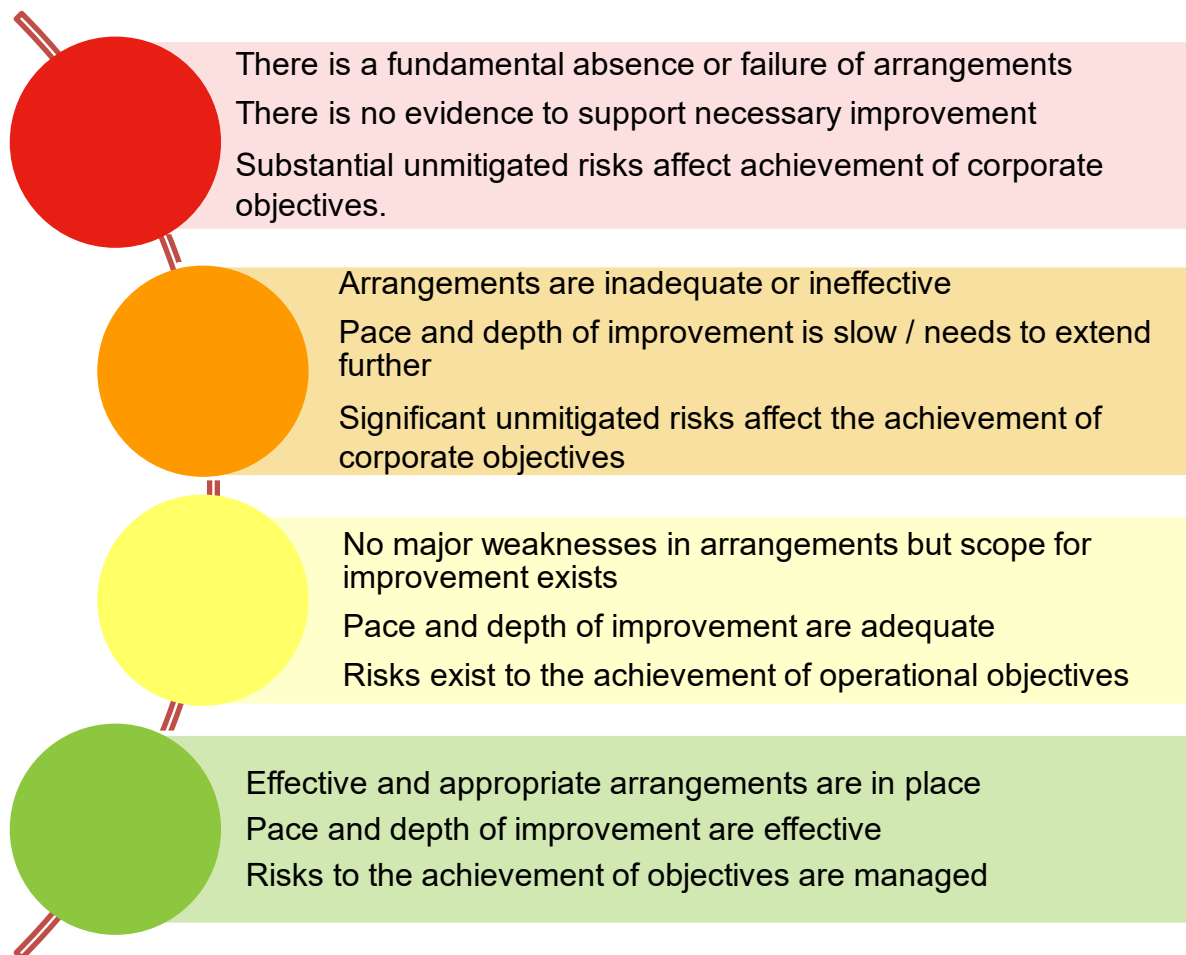 There is a fundamental absence or failure of arrangements
There is no evidence to support necessary improvement
Substantial unmitigated risks affect achievement of corporate
objectives.
Arrangements are inadequate or ineffective
Pace and depth of improvement is slow / needs to extend
further
Significant unmitigated risks affect the achievement of
corporate objectives
No major weaknesses in arrangements but scope for
improvement exists
Pace and depth of improvement are adequate
Risks exist to the achievement of operational objectives
Effective and appropriate arrangements are in place
Pace and depth of improvement are effective
Risks to the achievement of objectives are managed